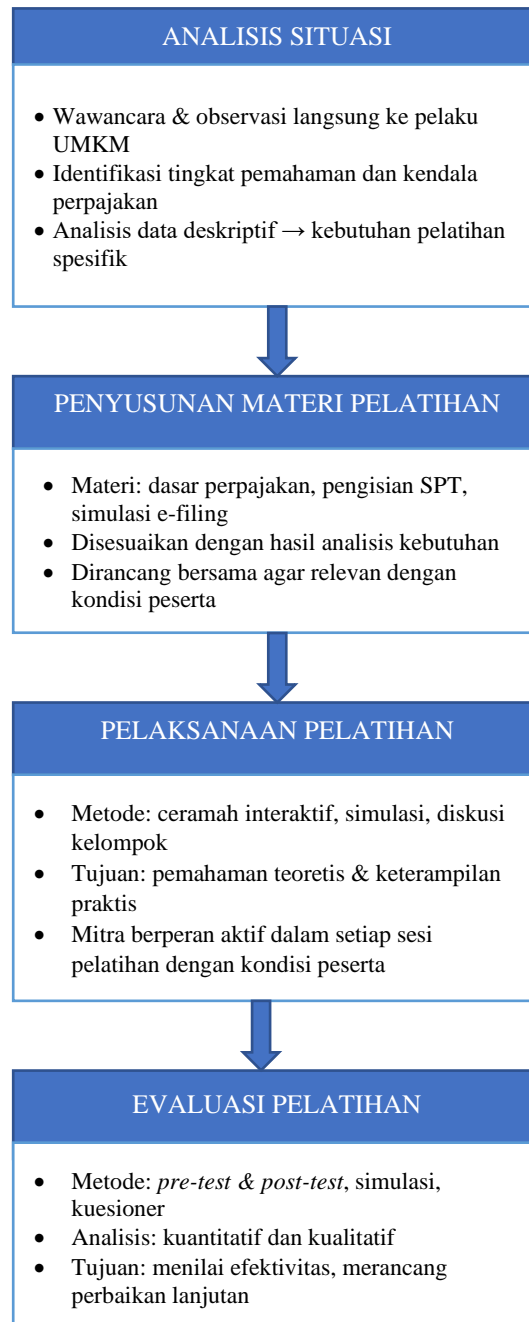 ANALISIS SITUASI
• Wawancara & observasi langsung ke pelaku
UMKM
• Identifikasi tingkat pemahaman dan kendala
perpajakan
• Analisis data deskriptif → kebutuhan pelatihan
spesifik
PENYUSUNAN MATERI PELATIHAN
• Materi: dasar perpajakan, pengisian SPT,
simulasi e-filing
• Disesuaikan dengan hasil analisis kebutuhan
• Dirancang bersama agar relevan dengan
kondisi peserta
PELAKSANAAN PELATIHAN
• Metode: ceramah interaktif, simulasi, diskusi
kelompok
• Tujuan: pemahaman teoretis & keterampilan
praktis
• Mitra berperan aktif dalam setiap sesi
pelatihan dengan kondisi peserta
EVALUASI PELATIHAN
• Metode: pre-test & post-test, simulasi,
kuesioner
• Analisis: kuantitatif dan kualitatif
• Tujuan: menilai efektivitas, merancang
perbaikan lanjutan